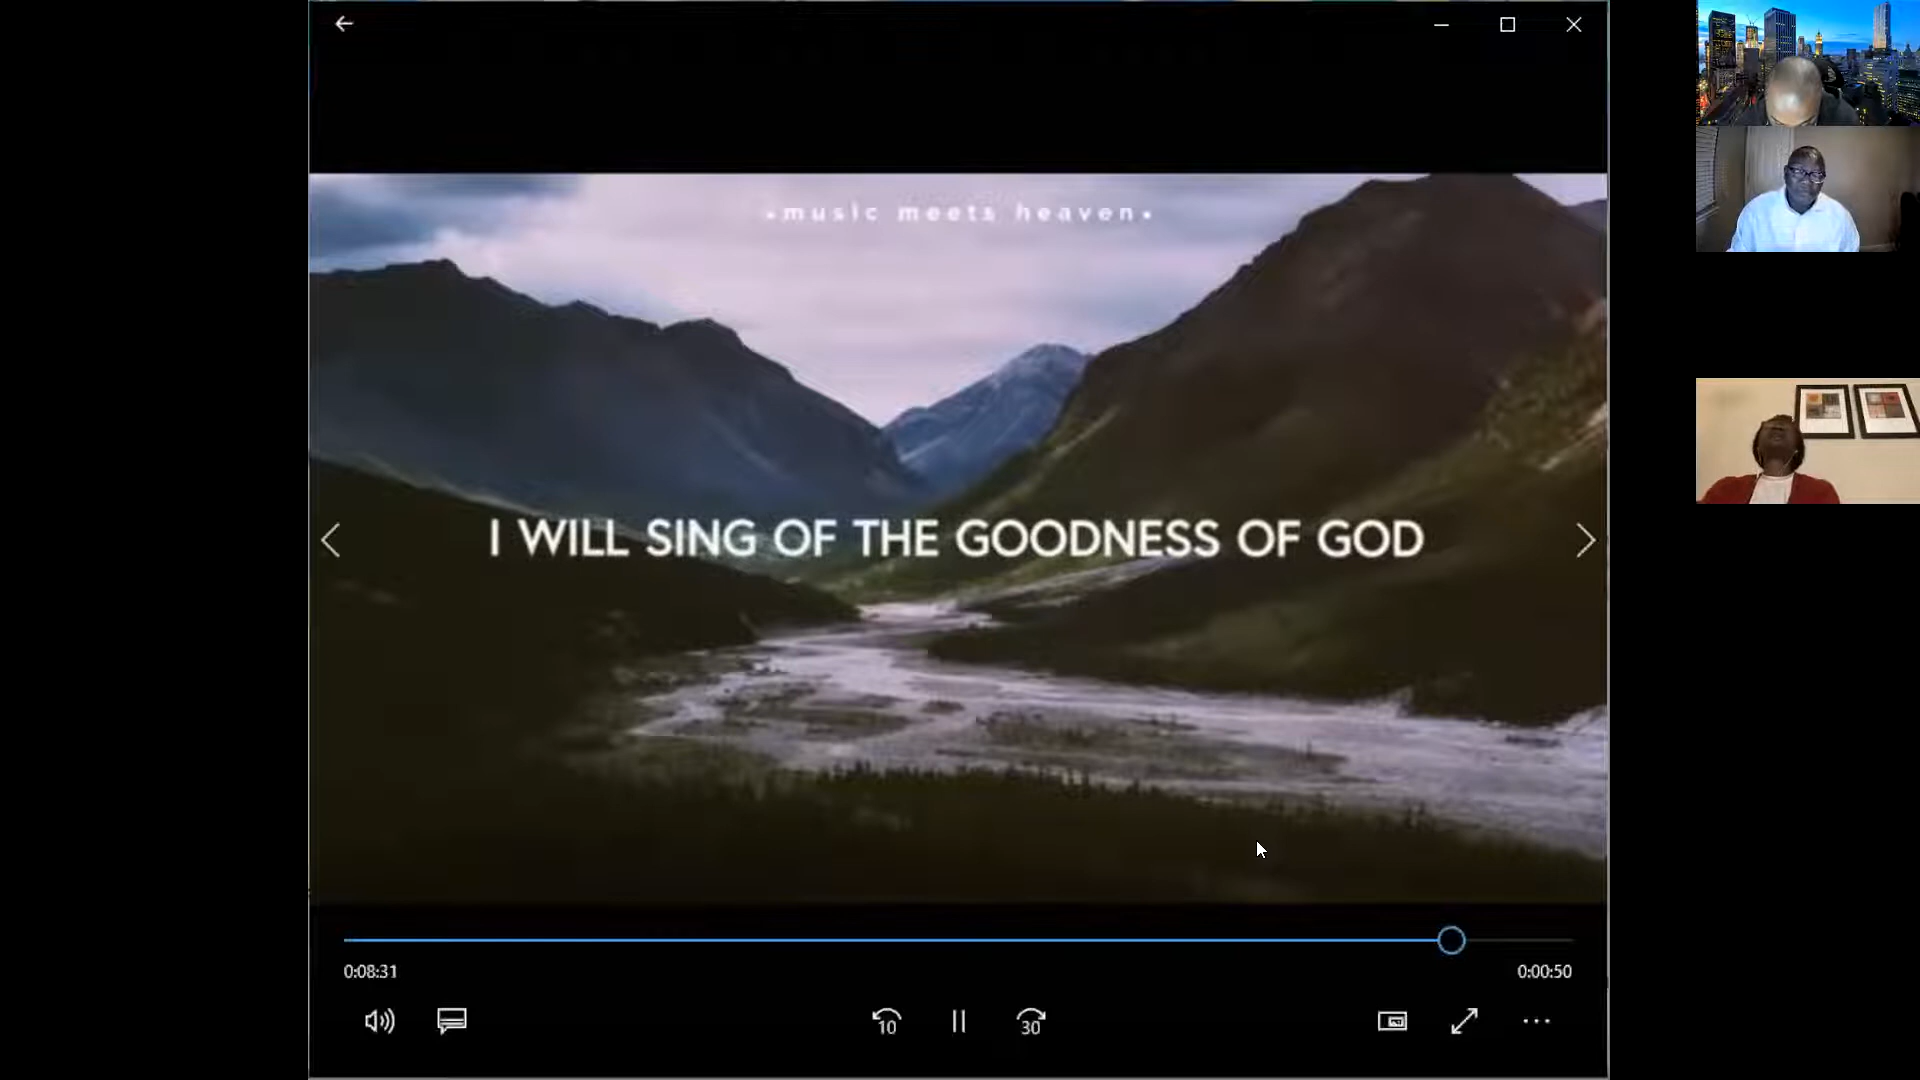 •music meets heaven•
I WILL SING OF THE GOODNESS OF GOD
0:08:31
0:00:50
10
30